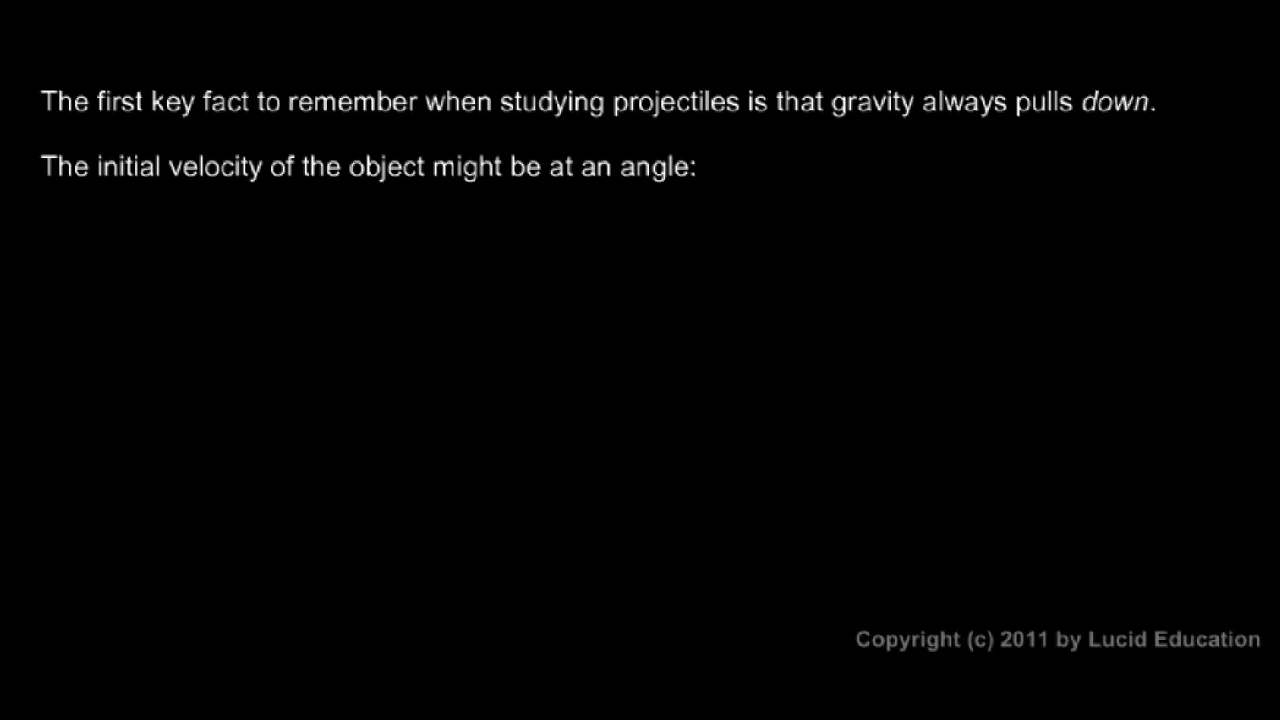 The first key fact to remember when studying projectiles is that gravity always pulls down.
The initial velocity of the object might be at an angle:
Copyright (c) 2011 by Lucid Education